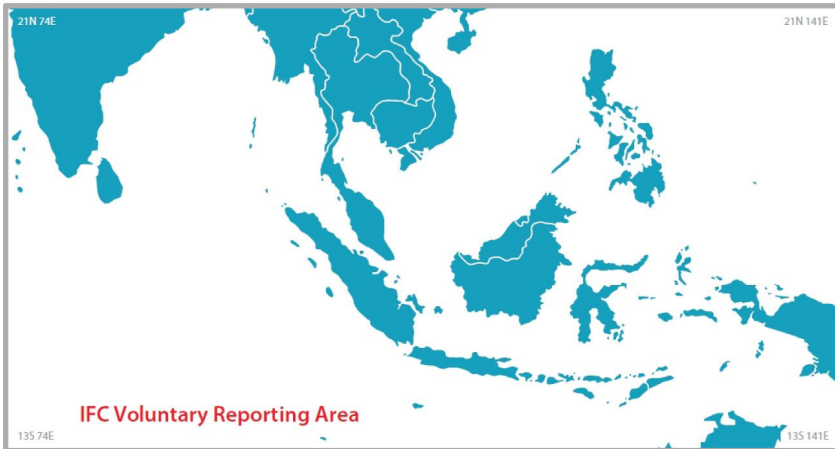 21N 74E
21N 141E
IFC Voluntary Reporting Area
13S 74E
13S 141E